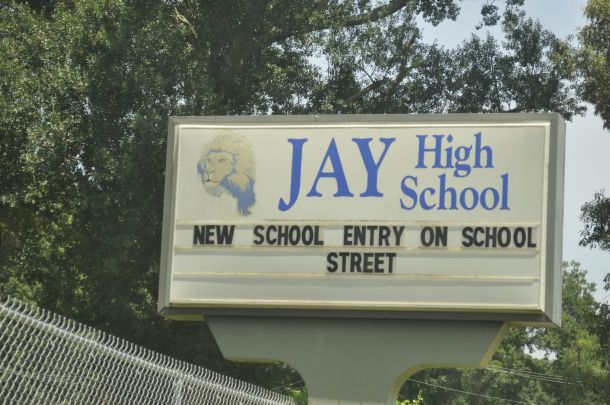 JAY High
School
NEW SCHOOL ENTRY ON SCHOOL
STREET